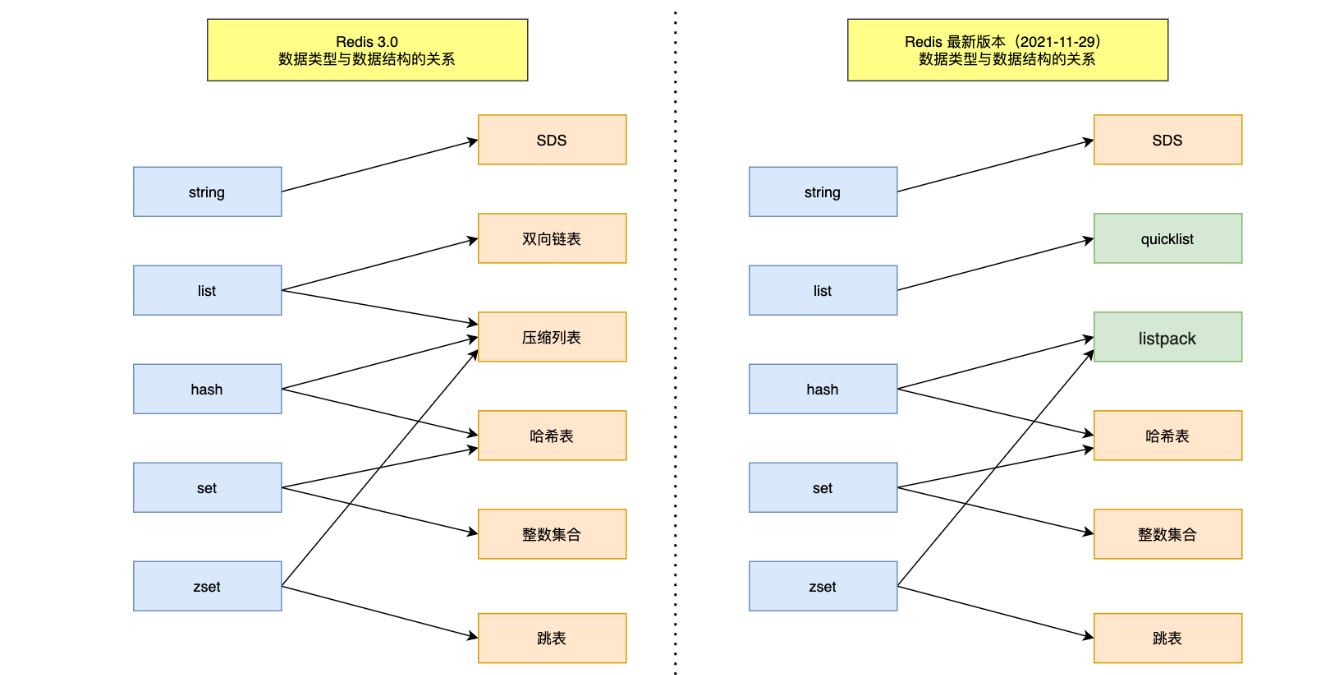 Redis 3.0
数据类型与数据结构的关系
SDS
string
双向链表
list
压缩列表
hash
哈希表
set
整数集合
zset
跳表
Redis 最新版本（2021-11-29）
数据类型与数据结构的关系
SDS
string
quicklist
list
listpack
hash
哈希表
set
整数集合
zset
跳表